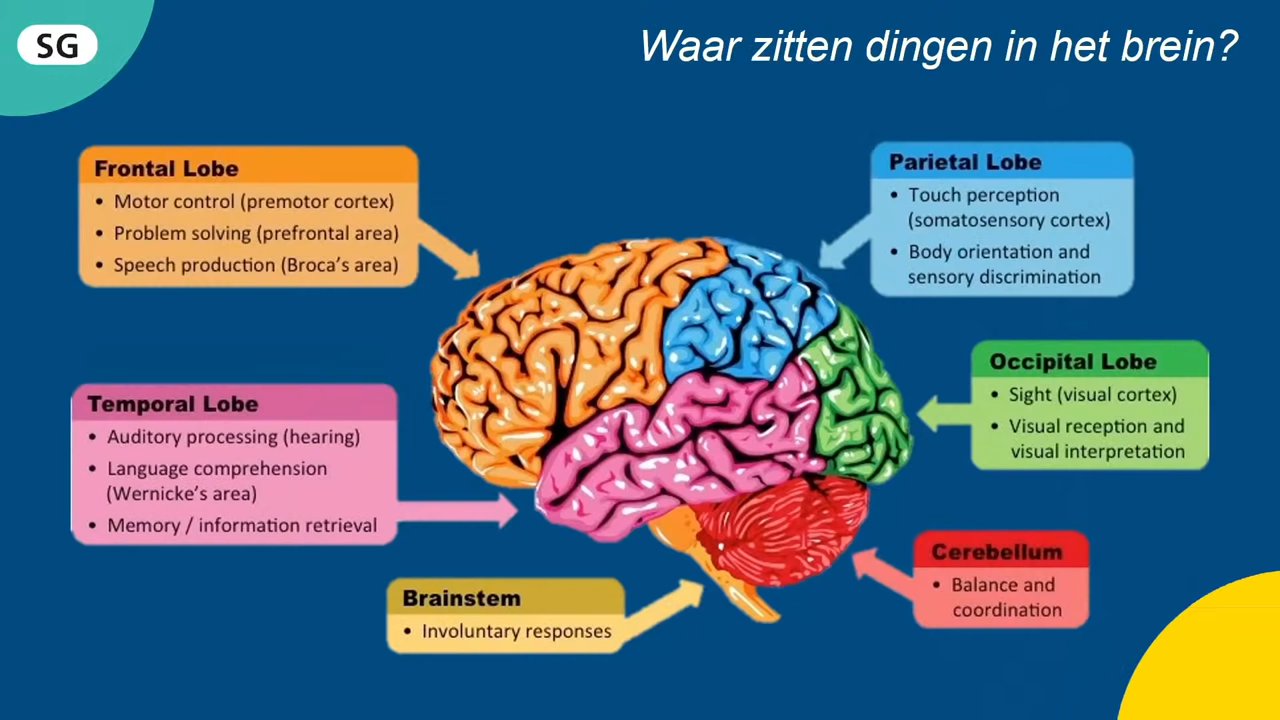 SG
Waar zitten dingen in het brein?
Frontal Lobe
• Motor control (premotor cortex)
• Problem solving (prefrontal area)
• Speech production (Broca's area)
Parietal Lobe
• Touch perception
(somatosensory cortex)
• Body orientation and
sensory discrimination
Temporal Lobe
• Auditory processing (hearing)
• Language comprehension
(Wernicke's area)
• Memory / information retrieval
Occipital Lobe
• Sight (visual cortex)
• Visual reception and
visual interpretation
Brainstem
• Involuntary responses
Cerebellum
• Balance and
coordination